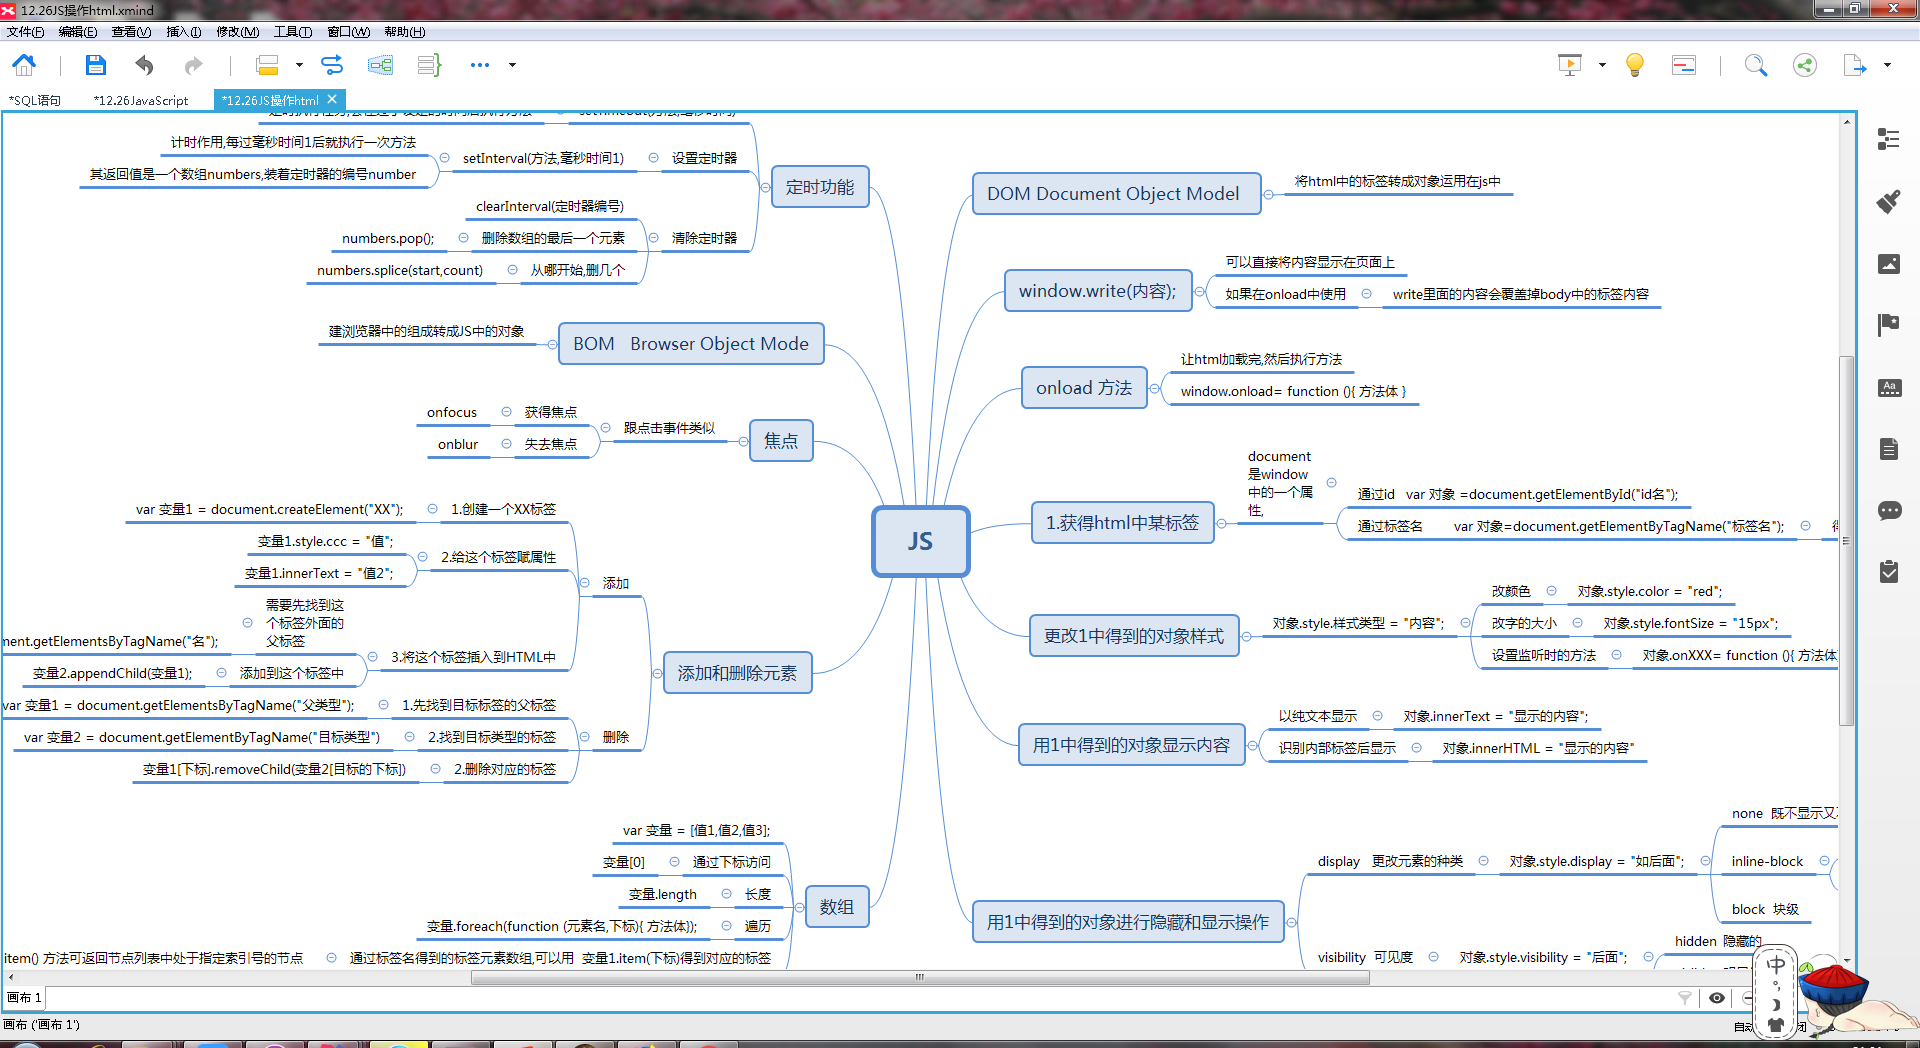 12.26JS操作html.xmind
文件(F) 编辑(E) 查看(V) 插入(I) 修改(M) 工具(T) 窗口(W) 帮助(H)
*SQL语句
*12.26JavaScript
*12.26JS操作html
计时作用,每过毫秒时间1后就执行一次方法
其返回值是一个数组numbers,装着定时器的编号number
setInterval(方法,毫秒时间1)
设置定时器
clearInterval(定时器编号)
numbers.pop();
删除数组的最后一个元素
清除定时器
numbers.splice(start,count)
从哪开始,删几个
定时功能
建浏览器中的组成转成JS中的对象
BOM Browser Object Mode
onfocus
获得焦点
onblur
失去焦点
跟点击事件类似
焦点
var 变量1 = document.createElement("XX");
1.创建一个XX标签
变量1.style.ccc = "值";
变量1.innerText = "值2";
2.给这个标签赋属性
添加
需要先找到这
个标签外面的
父标签
ment.getElementsByTagName("名");
变量2.appendChild(变量1);
添加到这个标签中
3.将这个标签插入到HTML中
添加和删除元素
var 变量1 = document.getElementsByTagName("父类型");
1.先找到目标标签的父标签
var 变量2 = document.getElementByTagName("目标类型")
2.找到目标类型的标签
删除
变量1[下标].removeChild(变量2[目标的下标])
2.删除对应的标签
var 变量 = [值1,值2,值3];
变量[0]
通过下标访问
变量.length
长度
数组
变量.foreach(function (元素名,下标){ 方法体});
遍历
item() 方法可返回节点列表中处于指定索引号的节点
通过标签名得到的标签元素数组,可以用 变量1.item(下标)得到对应的标签
JS
DOM Document Object Model
将html中的标签转成对象运用在js中
window.write(内容);
可以直接将内容显示在页面上
如果在onload中使用
write里面的内容会覆盖掉body中的标签内容
onload 方法
让html加载完,然后执行方法
window.onload= function (){ 方法体 }
1.获得html中某标签
document
是window
中的一个属
性,
通过id var 对象 =document.getElementById("id名");
通过标签名 var 对象=document.getElementByTagName("标签名");
更改1中得到的对象样式
对象.style.样式类型 = "内容";
改颜色
对象.style.color = "red";
改字的大小
对象.style.fontSize = "15px";
设置监听时的方法
对象.onXXX= function (){ 方法体
用1中得到的对象显示内容
以纯文本显示
对象.innerText = "显示的内容";
识别内部标签后显示
对象.innerHTML = "显示的内容"
用1中得到的对象进行隐藏和显示操作
display 更改元素的种类
对象.style.display = "如后面";
none 既不显示又
inline-block
block 块级
visibility 可见度
对象.style.visibility = "后面";
hidden 隐藏的
中
画布 1
画布 ('画布 1')